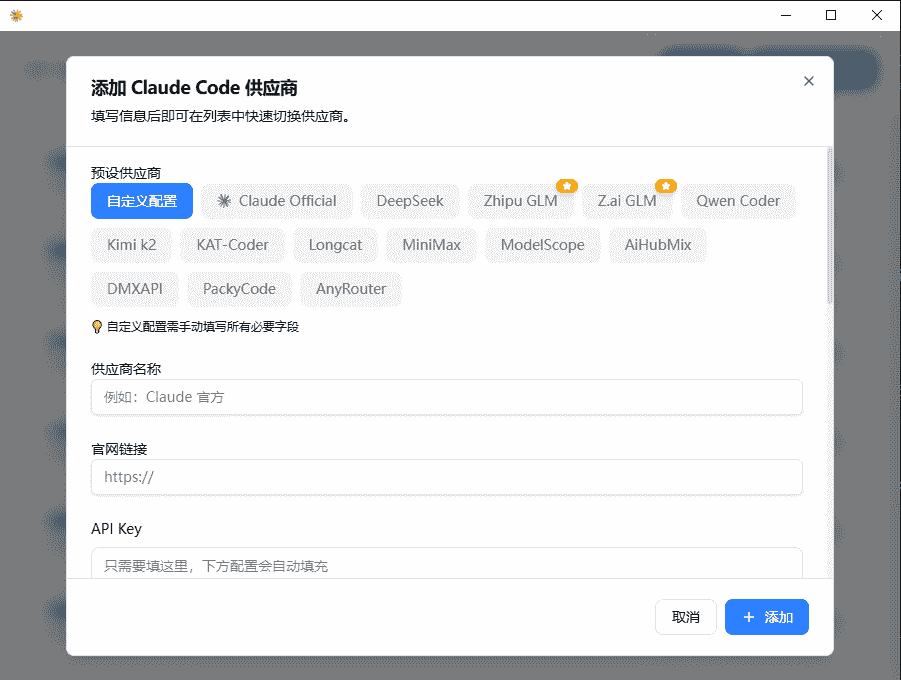 添加 Claude Code 供应商
填写信息后即可在列表中快速切换供应商。
预设供应商
自定义配置 Claude Official DeepSeek Zhipu GLM Z.ai GLM Qwen Coder
Kimi k2 KAT-Coder Longcat MiniMax ModelScope AiHubMix
DMXAPI PackyCode AnyRouter
自定义配置需手动填写所有必要字段
供应商名称
例如：Claude 官方
官网链接
https://
API Key
只需要填这里，下方配置会自动填充
取消 + 添加